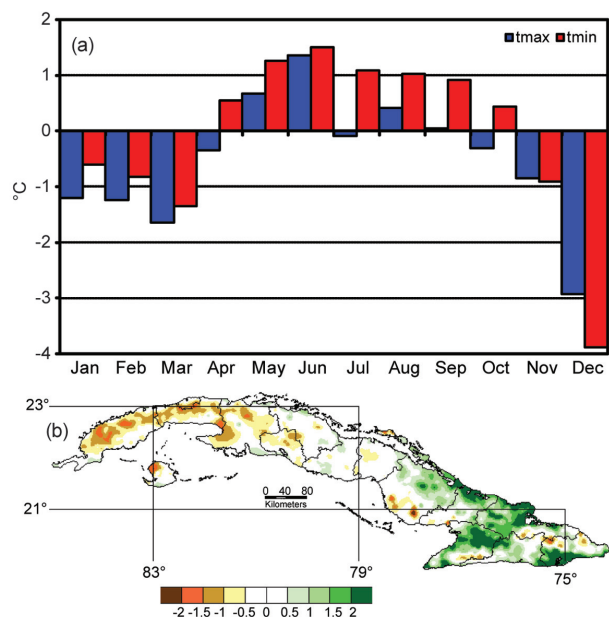 2
(a)
tmax
tmin
1
0
-1
°C
-2
-3
-4
Jan Feb Mar Apr May Jun Jul Aug Sep Oct Nov Dec
23°
(b)
0 40 80
Kilometers
21°
83° 79° 75°
-2 -1.5 -1 -0.5 0 0.5 1 1.5 2